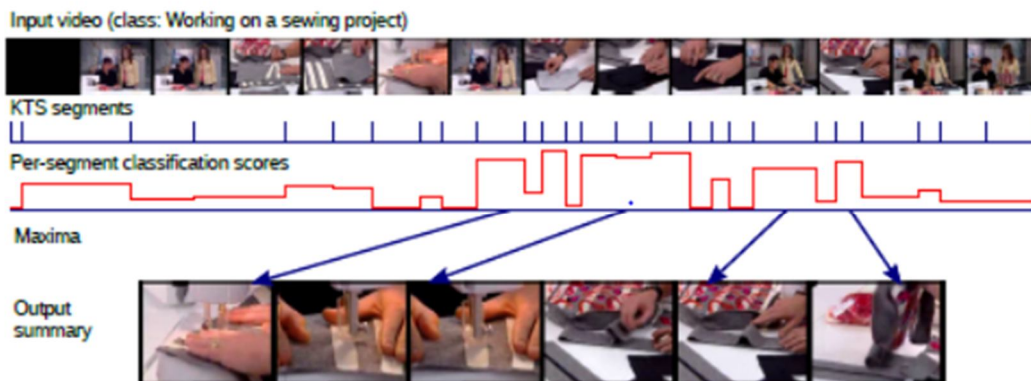 Input video (class: Working on a sewing project)
KTS segments
Per-segment classification scores
Maxima
Output
summary